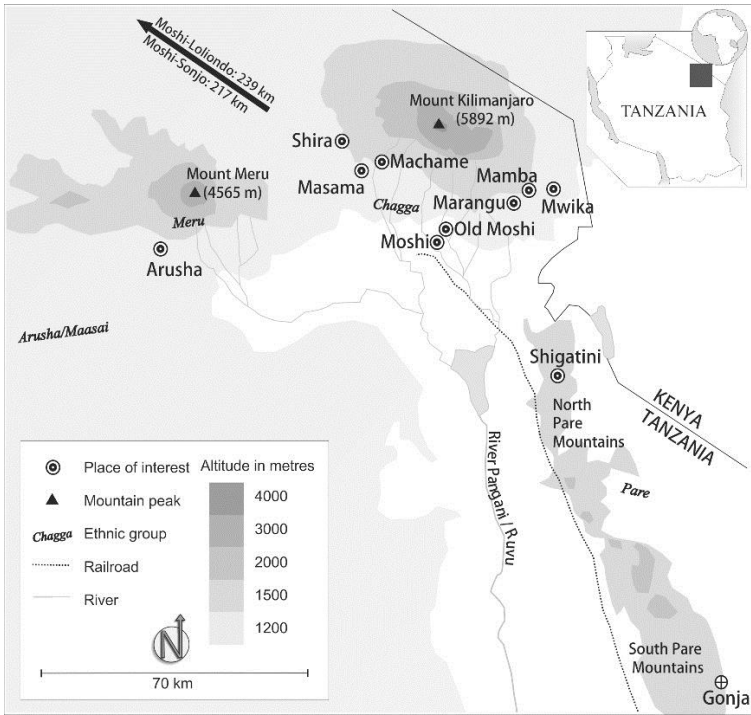 Moshi-Loliondo: 239 km
Moshi-Sonjo: 217 km
TANZANIA
Mount Kilimanjaro
(5892 m)
Shira
Machame
Masama
Mount Meru
(4565 m)
Mamba
Chagga
Marangu
Mwika
Meru
Old Moshi
Moshi
Arusha
Arusha/Maasai
Shigatini
KENYA
TANZANIA
North
Pare
Mountains
River Pangani / Ruvu
Pare
Place of interest
Mountain peak
Chagga
Ethnic group
Railroad
River
Altitude in metres
4000
3000
2000
1500
1200
N
70 km
South Pare
Mountains
Gonja